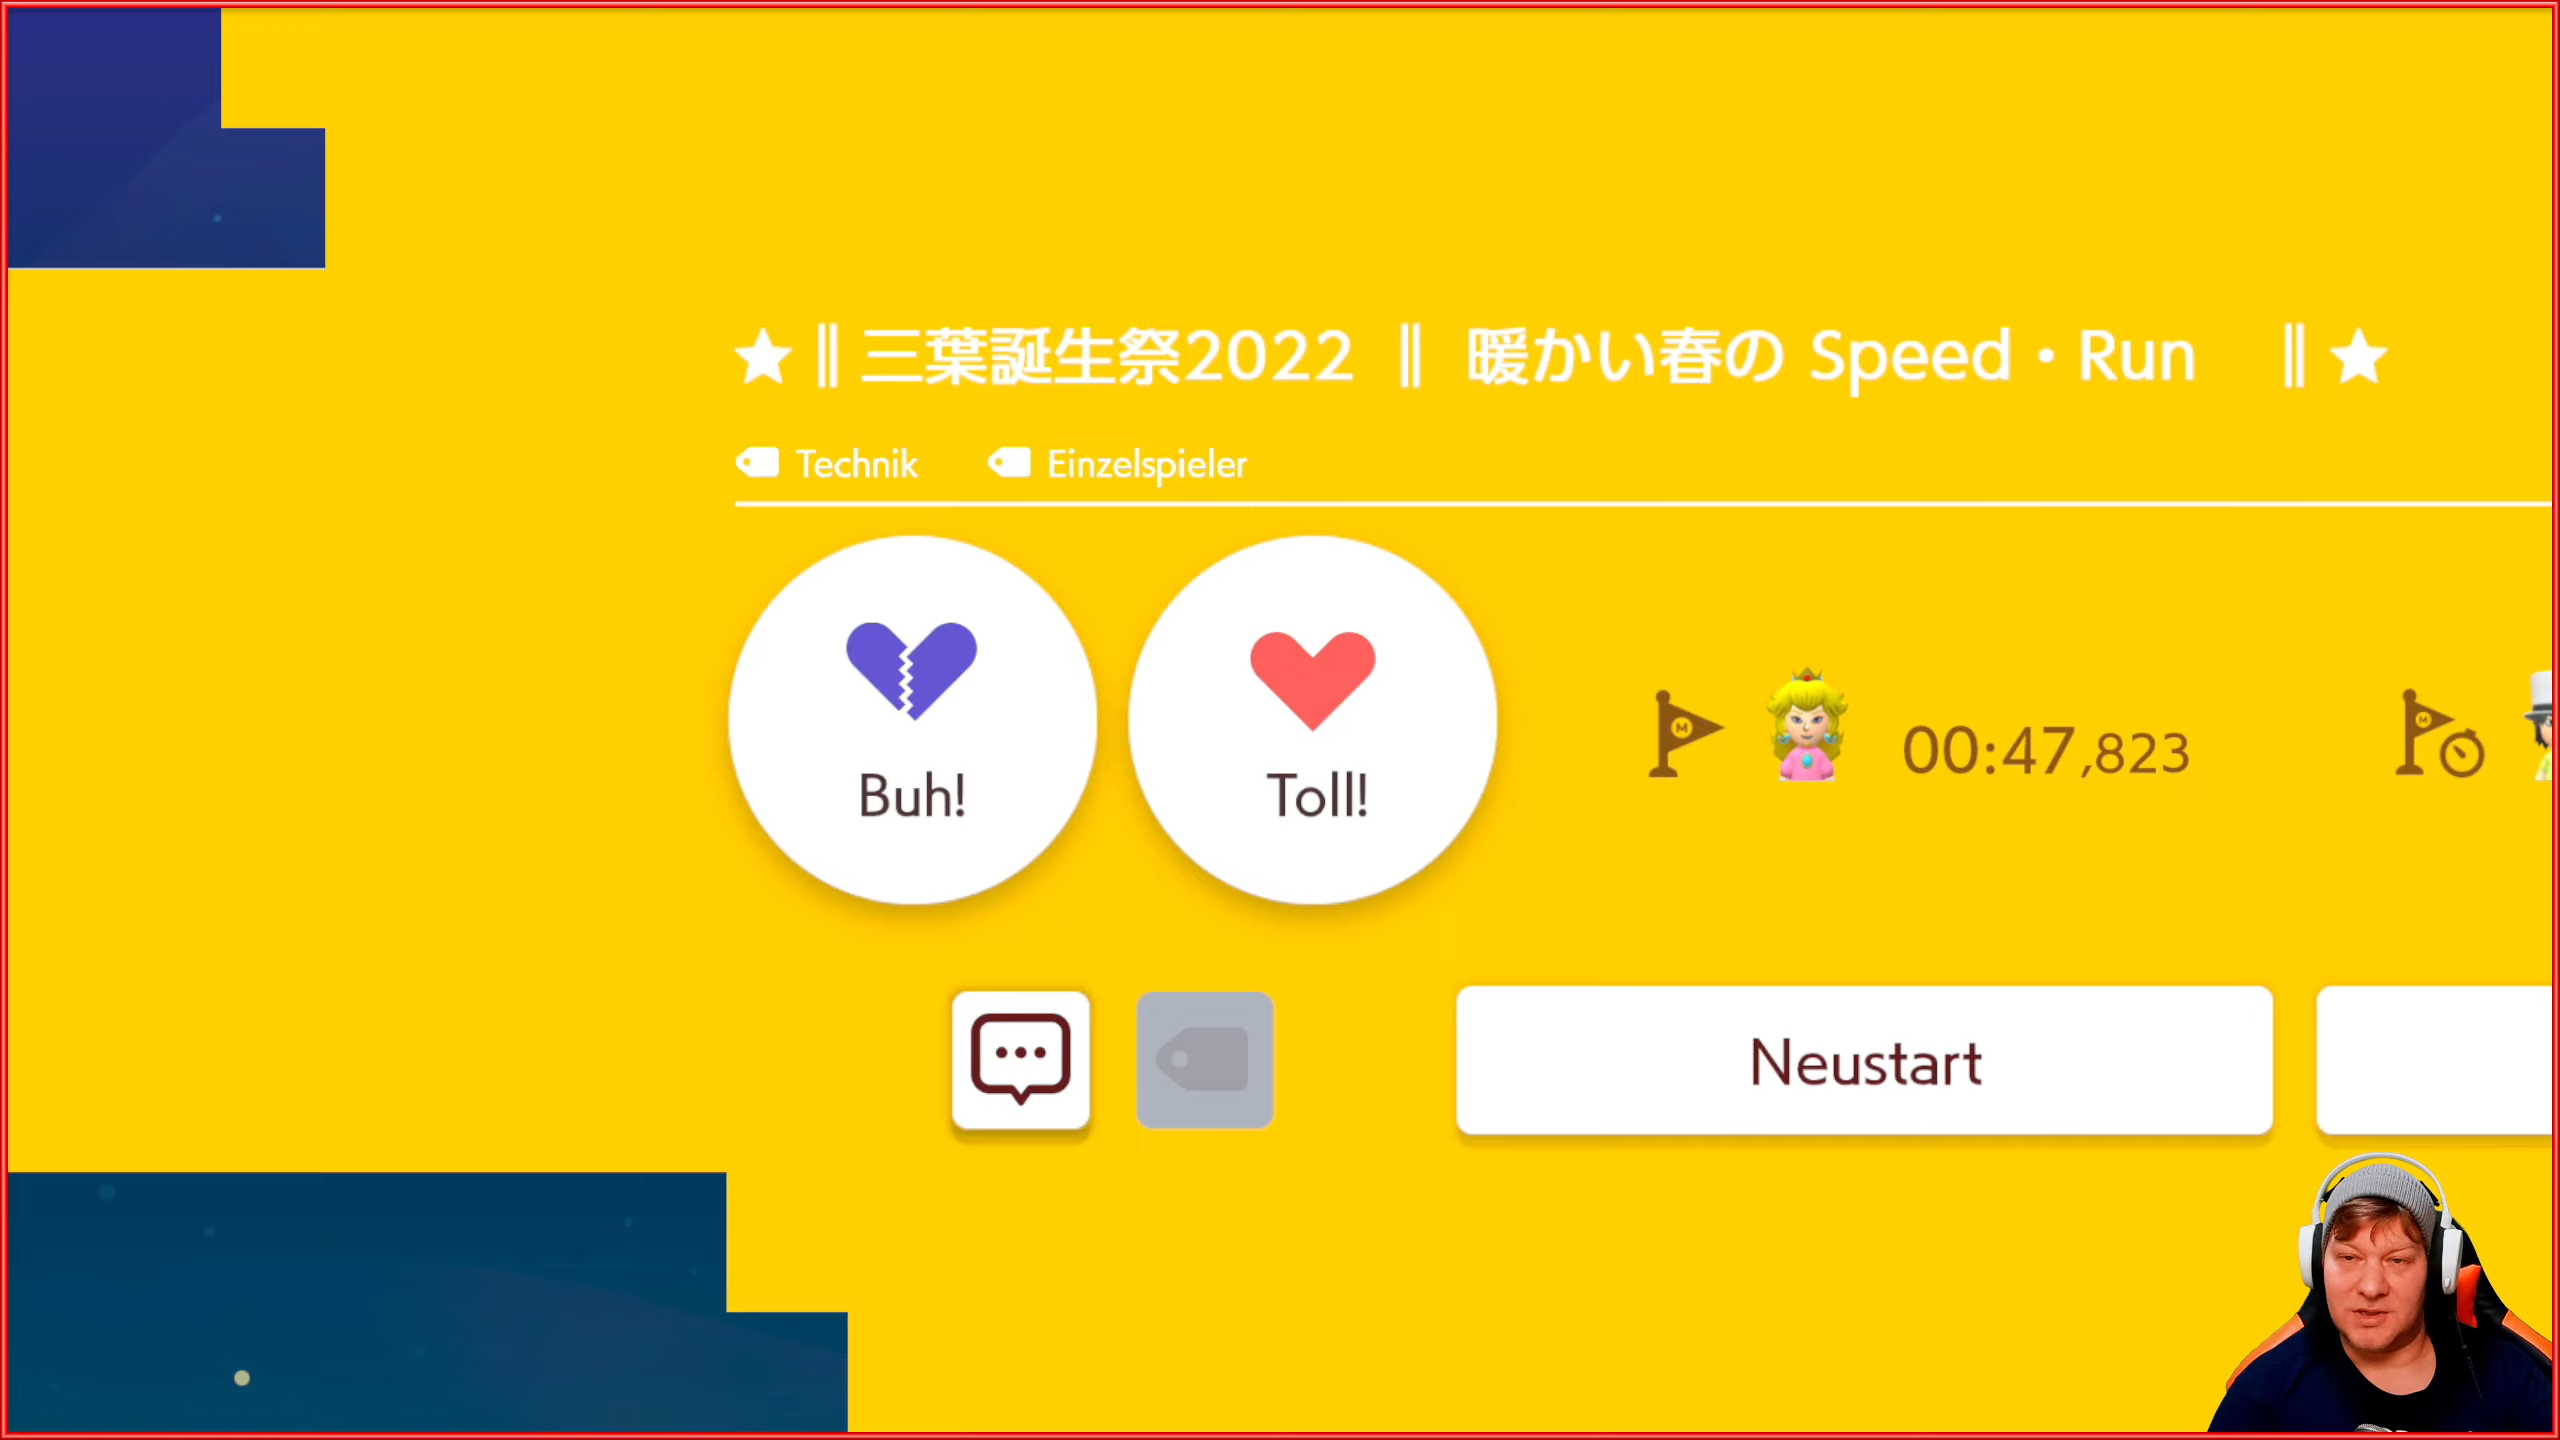 ★ ‖ 三葉誕生祭2022 ‖ 暖かい春の Speed・Run ‖ ★
Technik Einzelspieler
Buh! Toll! 00:47,823
Neustart